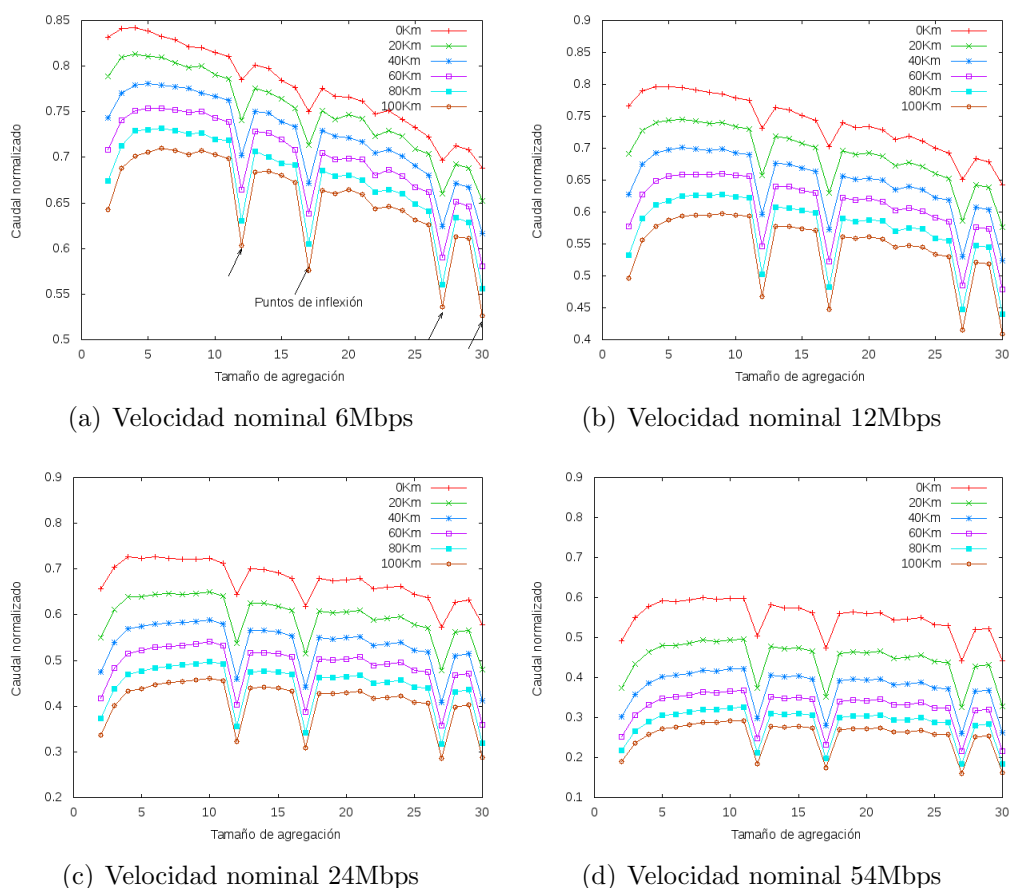 0.85
0.8
0.75
0.7
0.65
0.6
0.55
0.5
0 5 10 15 20 25 30
Caudal normalizado
Tamaño de agregación
0Km
20Km
40Km
60Km
80Km
100Km
Puntos de inflexión
(a) Velocidad nominal 6Mbps
0.9
0.85
0.8
0.75
0.7
0.65
0.6
0.55
0.5
0.45
0.4
0 5 10 15 20 25 30
Caudal normalizado
Tamaño de agregación
0Km
20Km
40Km
60Km
80Km
100Km
(b) Velocidad nominal 12Mbps
0.9
0.8
0.7
0.6
0.5
0.4
0.3
0.2
0 5 10 15 20 25 30
Caudal normalizado
Tamaño de agregación
0Km
20Km
40Km
60Km
80Km
100Km
(c) Velocidad nominal 24Mbps
0.9
0.8
0.7
0.6
0.5
0.4
0.3
0.2
0.1
0 5 10 15 20 25 30
Caudal normalizado
Tamaño de agregación
0Km
20Km
40Km
60Km
80Km
100Km
(d) Velocidad nominal 54Mbps